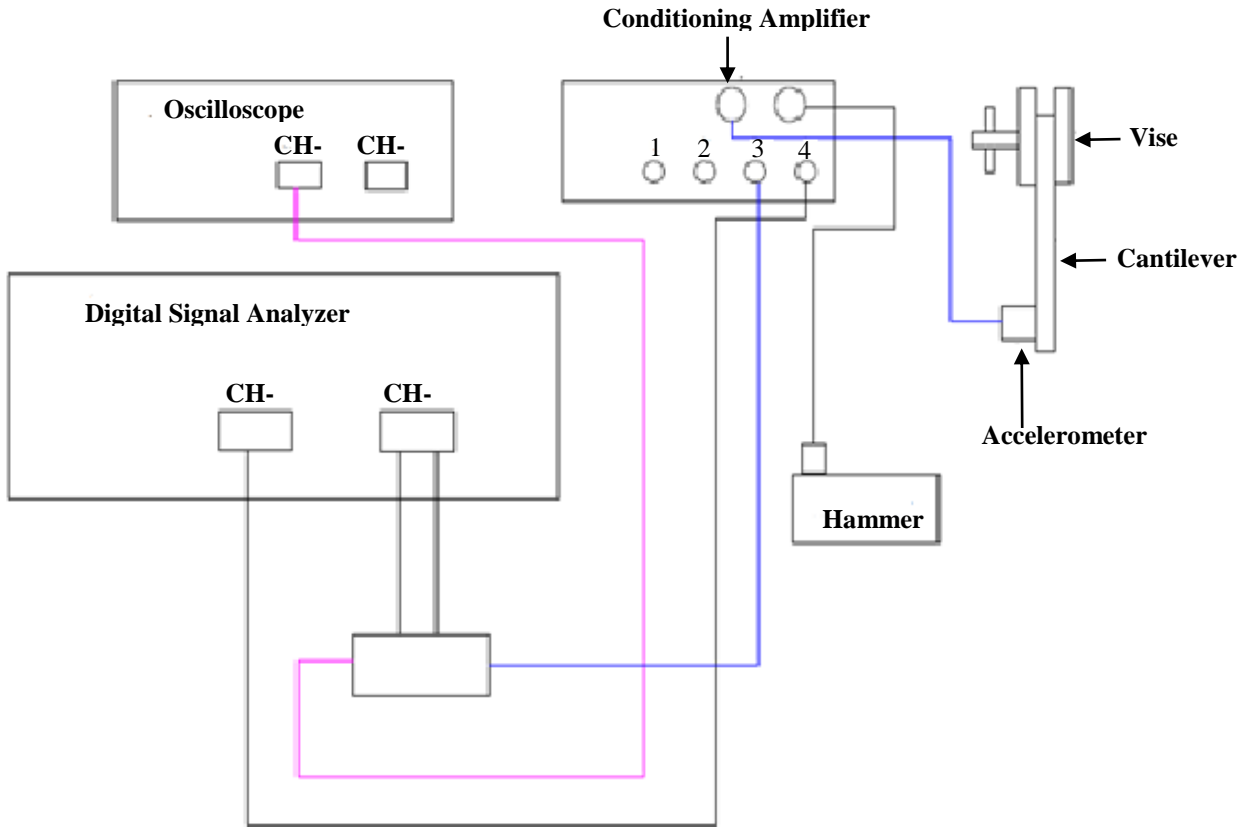 Conditioning Amplifier
Oscilloscope
CH- CH-
1 2 3 4
Vise
Cantilever
Digital Signal Analyzer
CH- CH-
Accelerometer
Hammer